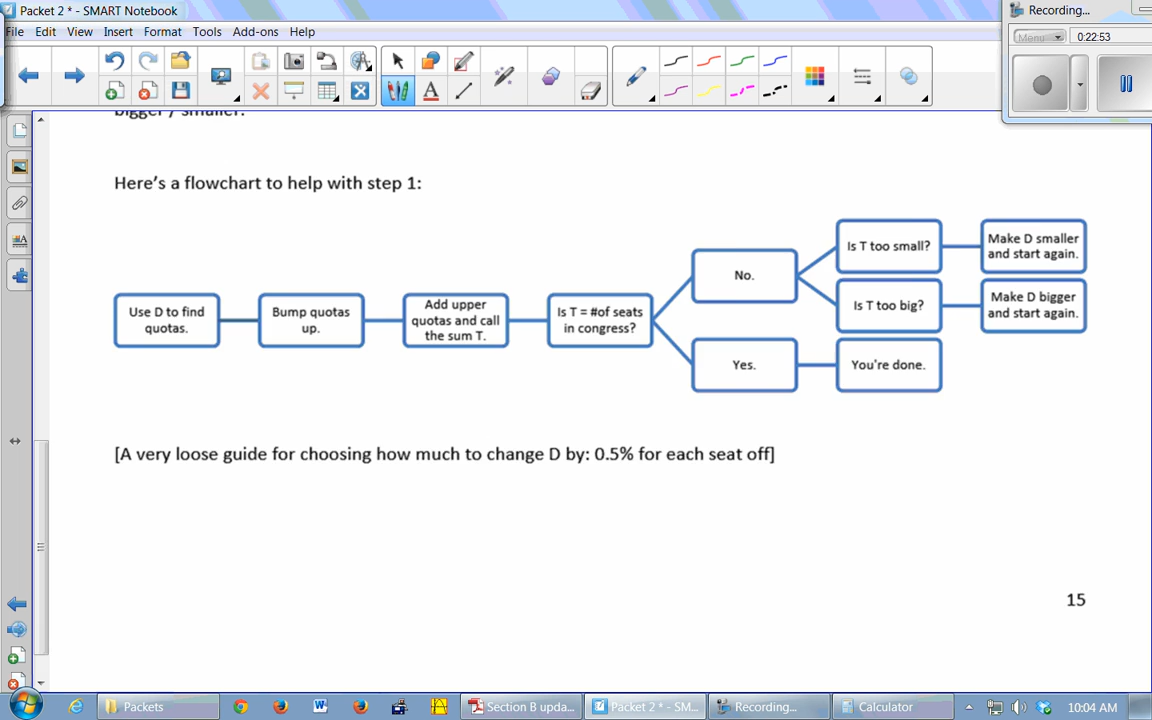 Packet 2 * - SMART Notebook
Recording...
File Edit View Insert Format Tools Add-ons Help
Menu
0:22:53
bigger / smaller.
Here's a flowchart to help with step 1:
Use D to find
quotas.
Bump quotas
up.
Add upper
quotas and call
the sum T.
Is T = #of seats
in congress?
No.
Is T too small?
Make D smaller
and start again.
Is T too big?
Make D bigger
and start again.
Yes.
You're done.
[A very loose guide for choosing how much to change D by: 0.5% for each seat off]
15
Packets
Section B upda...
Packet 2 * - SM...
Recording...
Calculator
10:04 AM